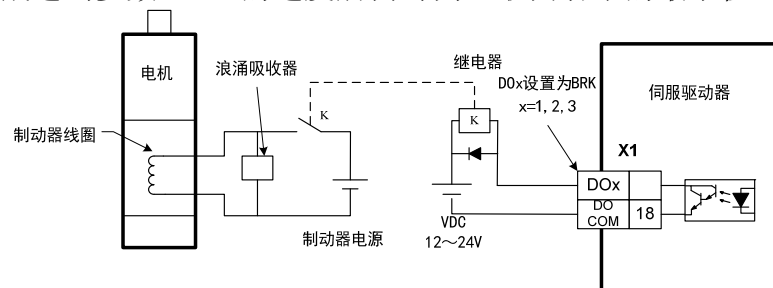 电机
制动器线圈
浪涌吸收器
K
制动器电源
继电器
K
VDC
12～24V
DOx设置为BRK
x=1,2,3
伺服驱动器
X1
DOx
DO
COM
18